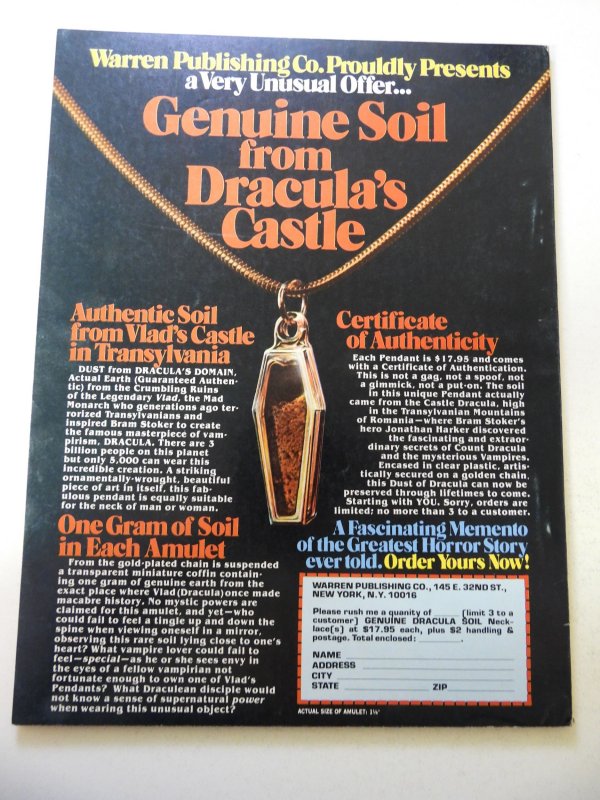 Warren Publishing Co. Prouldly Presents
a Very Unusual Offer...
Genuine Soil
from
Dracula's
Castle
Authentic Soil
from Vlad's Castle
in Transylvania
DUST from DRACULA'S DOMAIN,
Actual Earth (Guaranteed Authen-
tic) from the Crumbling Ruins
of the Legendary Vlad, the Mad
Monarch who generations ago ter-
rorized Transylvanians and
inspired Bram Stoker to create
the famous masterpiece of vam-
pirism, DRACULA. There are 3
billion people on this planet
but only 5,000 can wear this
incredible creation. A striking
ornamentally-wrought, beautiful
piece of art in itself, this fab-
ulous pendant is equally suitable
for the neck of man or woman.
One Gram of Soil
in Each Amulet
From the gold-plated chain is suspended
a transparent miniature coffin contain-
ing one gram of genuine earth from the
exact place where Vlad (Dracula) once made
macabre history. No mystic powers are
claimed for this amulet, and yet—who
could fail to feel a tingle up and down the
spine when viewing oneself in a mirror,
observing this rare soil lying close to one's
heart? What vampire lover could fail to
feel—special—as he or she sees envy in
the eyes of a fellow vampirian not
fortunate enough to own one of Vlad's
Pendants? What Draculean disciple would
not know a sense of supernatural power
when wearing this unusual object?
Certificate
of Authenticity
Each Pendant is $17.95 and comes
with a Certificate of Authentication.
This is not a gag, not a spoof, not
a gimmick, not a put-on. The soil
in this unique Pendant actually
came from the Castle Dracula, high
in the Transylvanian Mountains
of Romania—where Bram Stoker's
hero Jonathan Harker discovered
the fascinating and extraor-
dinary secrets of Count Dracula
and the mysterious Vampires.
Encased in clear plastic, artis-
tically secured on a golden chain,
this Dust of Dracula can now be
preserved through lifetimes to come.
Starting with YOU. Sorry, orders are
limited; no more than 3 to a customer.
A Fascinating Memento
of the Greatest Horror Story
ever told. Order Yours Now!
WARREN PUBLISHING CO., 145 E. 32ND ST.,
NEW YORK, N.Y. 10016
Please rush me a quanity of ______ (limit 3 to a
customer) GENUINE DRACULA SOIL Neck-
lace(s) at $17.95 each, plus $2 handling &
postage. Total enclosed: ______.
NAME
ADDRESS
CITY
STATE ZIP
ACTUAL SIZE OF AMULET: 1¼"